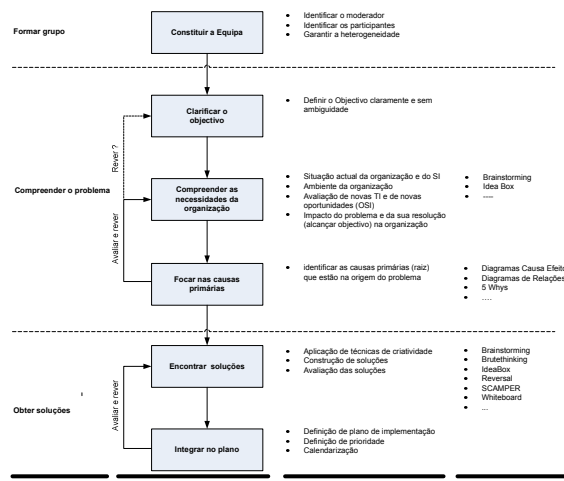 Formar grupo
Constituir a Equipa
• Identificar o moderador
• Identificar os participantes
• Garantir a heterogeneidade
Clarificar o
objectivo
• Definir o Objectivo claramente e sem
ambiguidade
Rever ?
Compreender o problema
Compreender as
necessidades da
organização
• Situação actual da organização e do SI
• Ambiente da organização
• Avaliação de novas TI e de novas
oportunidades (OSI)
• Impacto do problema e da sua resolução
(alcançar objectivo) na organização
• Brainstorming
• Idea Box
• ----
Avaliar e rever
Focar nas causas
primárias
• identificar as causas primárias (raiz)
que estão na origem do problema
• Diagramas Causa Efeito
• Diagramas de Relações
• 5 Whys
• ....
Encontrar soluções
• Aplicação de técnicas de criatividade
• Construção de soluções
• Avaliação das soluções
• Brainstorming
• Brutethinking
• IdeaBox
• Reversal
• SCAMPER
• Whiteboard
• ...
Avaliar e rever
Obter soluções
Integrar no plano
• Definição de plano de implementação
• Definição de prioridade
• Calendarização